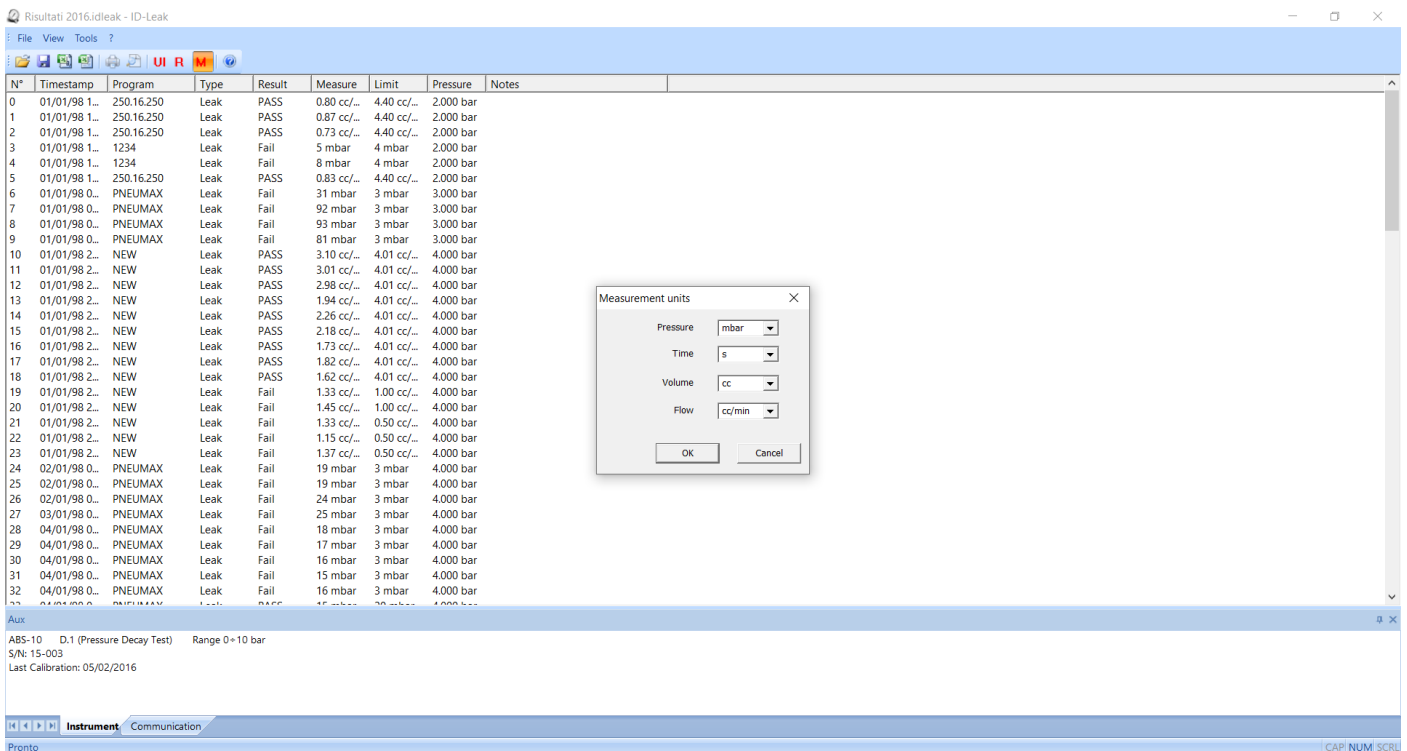 Risultati 2016.idleak - ID-Leak
File View Tools ?
UI R M
N° Timestamp Program Type Result Measure Limit Pressure Notes
0 01/01/98 1... 250.16.250 Leak PASS 0.80 cc/... 4.40 cc/... 2.000 bar
1 01/01/98 1... 250.16.250 Leak PASS 0.87 cc/... 4.40 cc/... 2.000 bar
2 01/01/98 1... 250.16.250 Leak PASS 0.73 cc/... 4.40 cc/... 2.000 bar
3 01/01/98 1... 1234 Leak Fail 5 mbar 4 mbar 2.000 bar
4 01/01/98 1... 1234 Leak Fail 8 mbar 4 mbar 2.000 bar
5 01/01/98 1... 250.16.250 Leak PASS 0.83 cc/... 4.40 cc/... 2.000 bar
6 01/01/98 0... PNEUMAX Leak Fail 31 mbar 3 mbar 3.000 bar
7 01/01/98 0... PNEUMAX Leak Fail 92 mbar 3 mbar 3.000 bar
8 01/01/98 0... PNEUMAX Leak Fail 93 mbar 3 mbar 3.000 bar
9 01/01/98 0... PNEUMAX Leak Fail 81 mbar 3 mbar 3.000 bar
10 01/01/98 2... NEW Leak PASS 3.10 cc/... 4.01 cc/... 4.000 bar
11 01/01/98 2... NEW Leak PASS 3.01 cc/... 4.01 cc/... 4.000 bar
12 01/01/98 2... NEW Leak PASS 2.98 cc/... 4.01 cc/... 4.000 bar
13 01/01/98 2... NEW Leak PASS 1.94 cc/... 4.01 cc/... 4.000 bar
14 01/01/98 2... NEW Leak PASS 2.26 cc/... 4.01 cc/... 4.000 bar
15 01/01/98 2... NEW Leak PASS 2.18 cc/... 4.01 cc/... 4.000 bar
16 01/01/98 2... NEW Leak PASS 1.73 cc/... 4.01 cc/... 4.000 bar
17 01/01/98 2... NEW Leak PASS 1.82 cc/... 4.01 cc/... 4.000 bar
18 01/01/98 2... NEW Leak PASS 1.62 cc/... 4.01 cc/... 4.000 bar
19 01/01/98 2... NEW Leak Fail 1.33 cc/... 1.00 cc/... 4.000 bar
20 01/01/98 2... NEW Leak Fail 1.45 cc/... 1.00 cc/... 4.000 bar
21 01/01/98 2... NEW Leak Fail 1.33 cc/... 0.50 cc/... 4.000 bar
22 01/01/98 2... NEW Leak Fail 1.15 cc/... 0.50 cc/... 4.000 bar
23 01/01/98 2... NEW Leak Fail 1.37 cc/... 0.50 cc/... 4.000 bar
24 02/01/98 0... PNEUMAX Leak Fail 19 mbar 3 mbar 4.000 bar
25 02/01/98 0... PNEUMAX Leak Fail 19 mbar 3 mbar 4.000 bar
26 02/01/98 0... PNEUMAX Leak Fail 24 mbar 3 mbar 4.000 bar
27 03/01/98 0... PNEUMAX Leak Fail 25 mbar 3 mbar 4.000 bar
28 04/01/98 0... PNEUMAX Leak Fail 18 mbar 3 mbar 4.000 bar
29 04/01/98 0... PNEUMAX Leak Fail 17 mbar 3 mbar 4.000 bar
30 04/01/98 0... PNEUMAX Leak Fail 16 mbar 3 mbar 4.000 bar
31 04/01/98 0... PNEUMAX Leak Fail 15 mbar 3 mbar 4.000 bar
32 04/01/98 0... PNEUMAX Leak Fail 16 mbar 3 mbar 4.000 bar
Measurement units
Pressure mbar
Time s
Volume cc
Flow cc/min
OK Cancel
Aux
ABS-10 D.1 (Pressure Decay Test) Range 0÷10 bar
S/N: 15-003
Last Calibration: 05/02/2016
Instrument Communication
Pronto CAP NUM SCRL